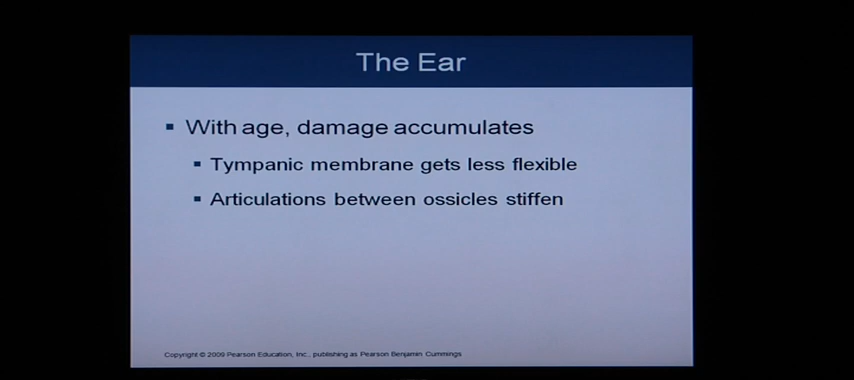 The Ear
▪ With age, damage accumulates
▪ Tympanic membrane gets less flexible
▪ Articulations between ossicles stiffen
Copyright © 2009 Pearson Education, Inc., publishing as Pearson Benjamin Cummings